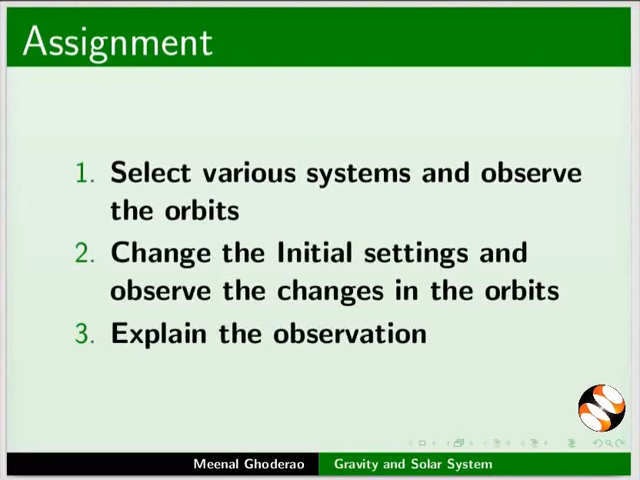 Assignment
1. Select various systems and observe
the orbits
2. Change the Initial settings and
observe the changes in the orbits
3. Explain the observation
Meenal Ghoderao Gravity and Solar System